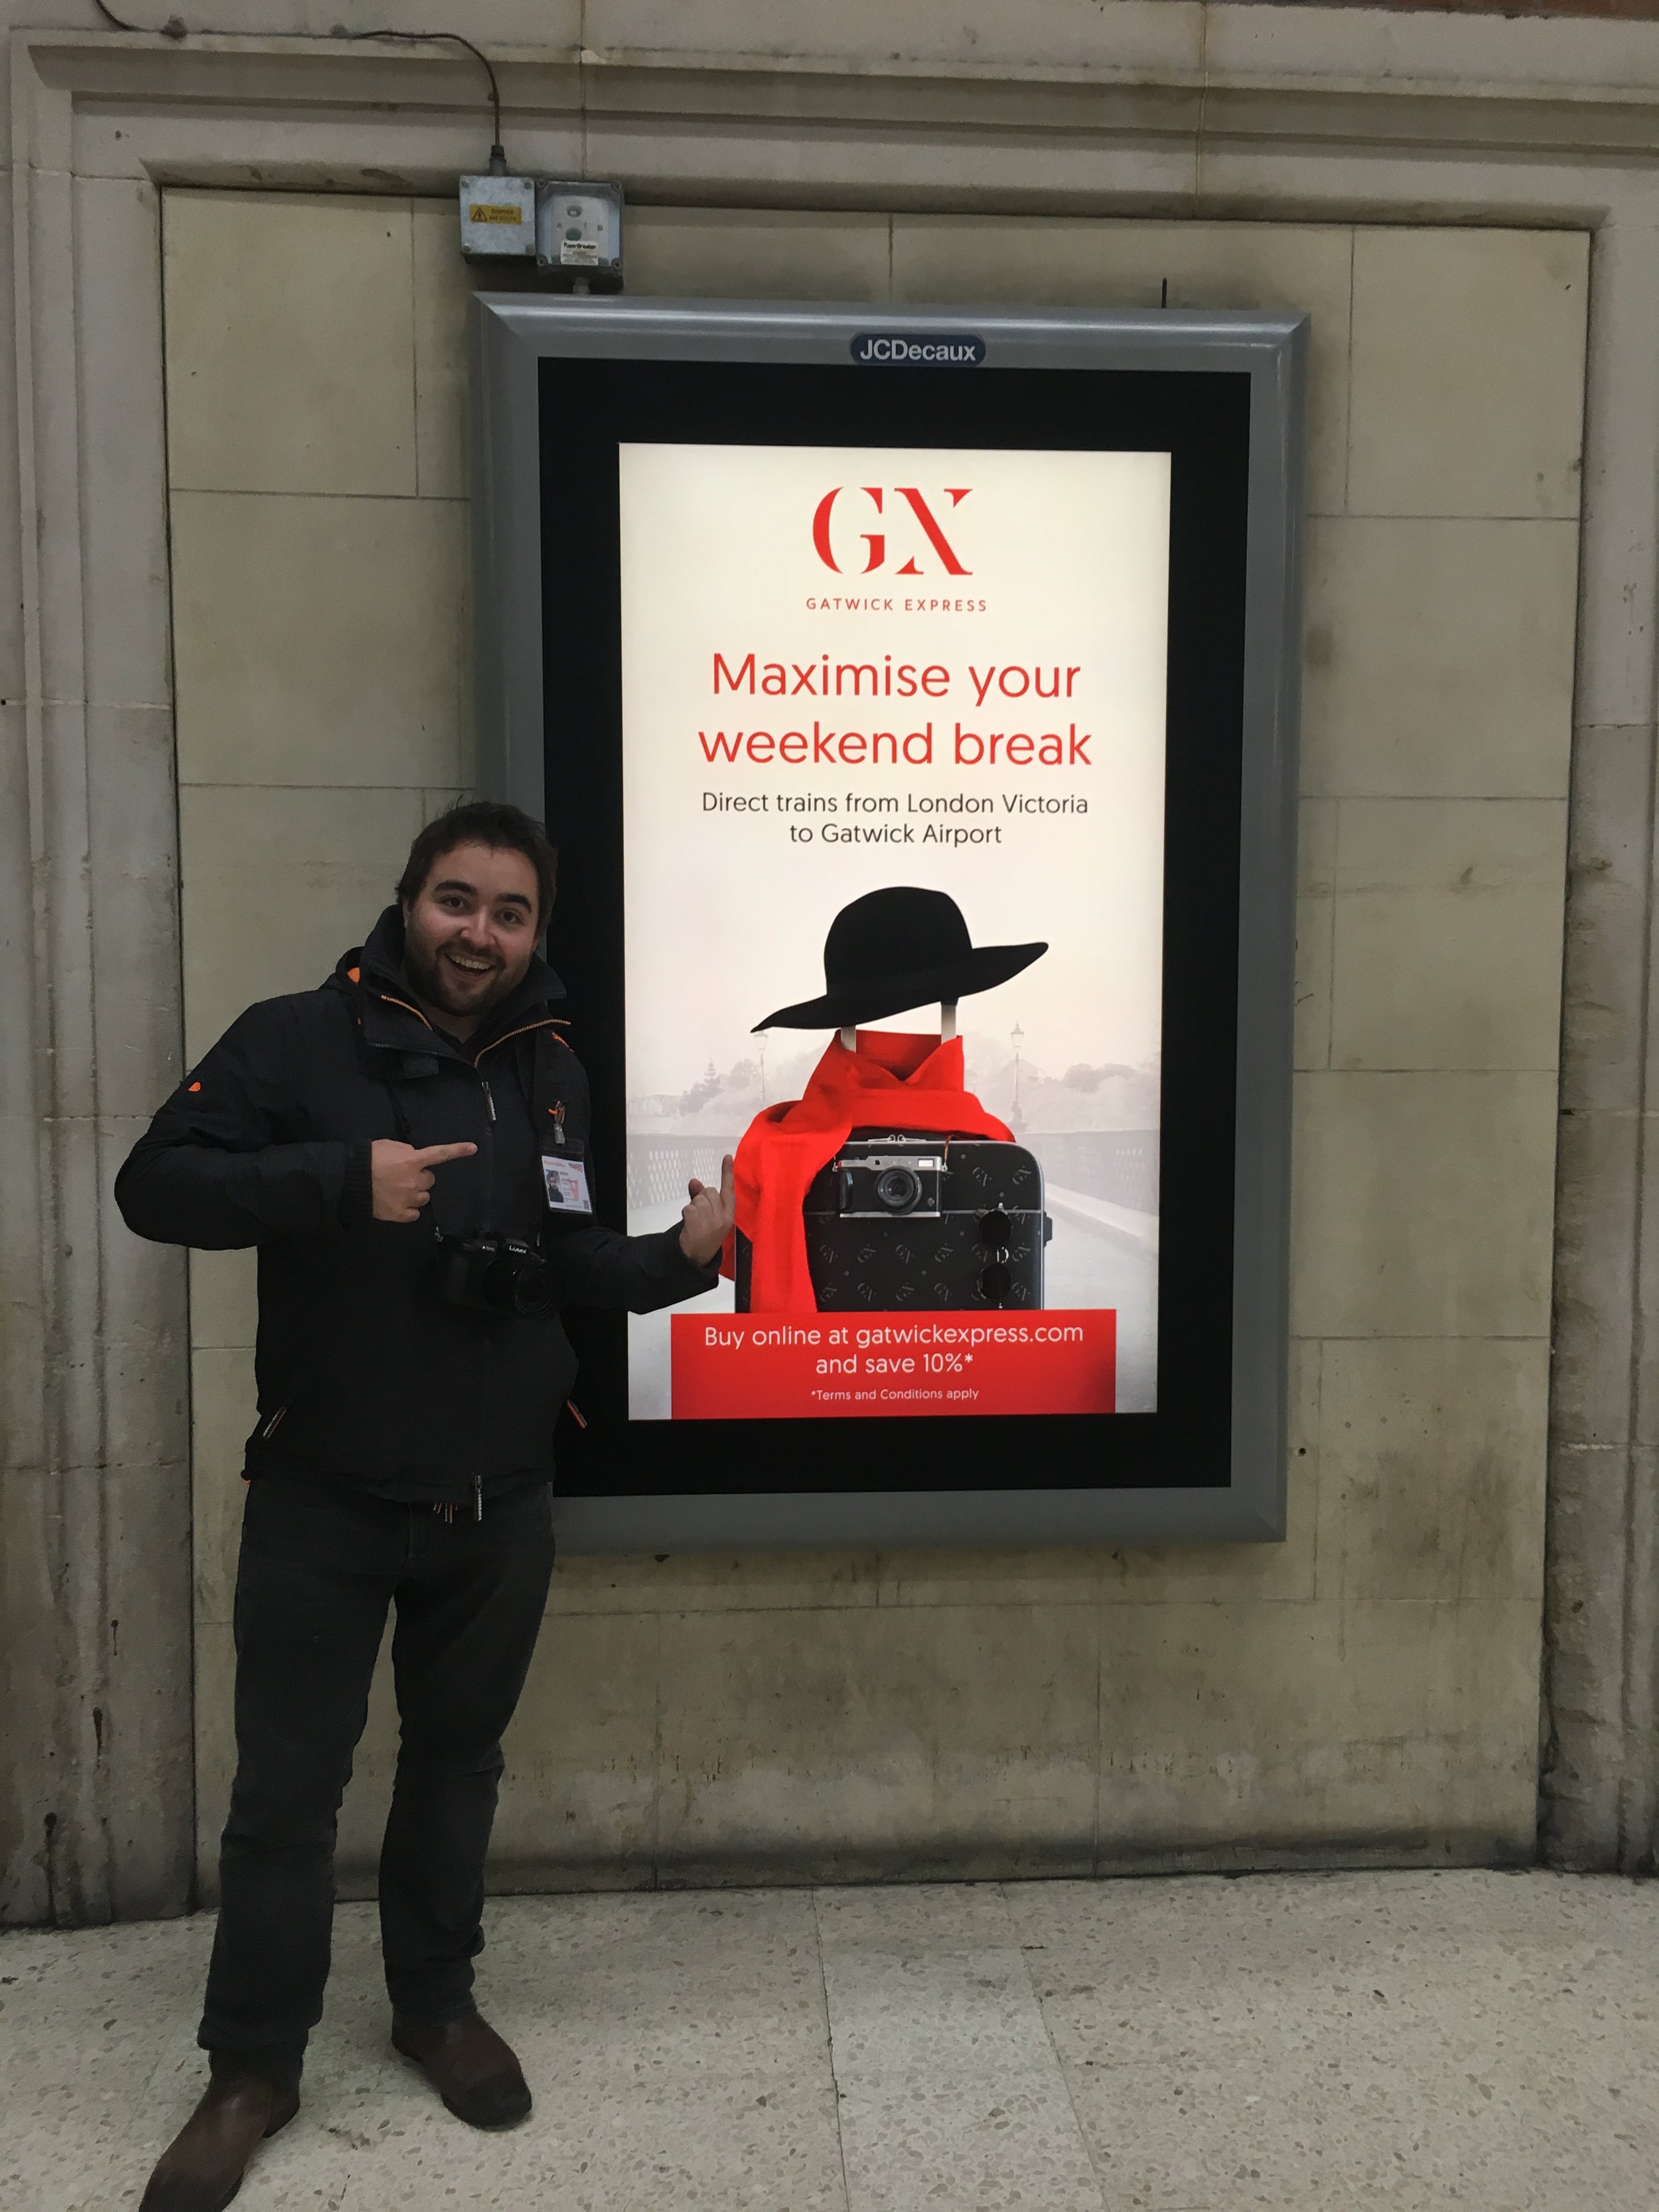 JCDecaux
GX
GATWICK EXPRESS
Maximise your
weekend break
Direct trains from London Victoria
to Gatwick Airport
LUMIX
Buy online at gatwickexpress.com
and save 10%*
*Terms and Conditions apply